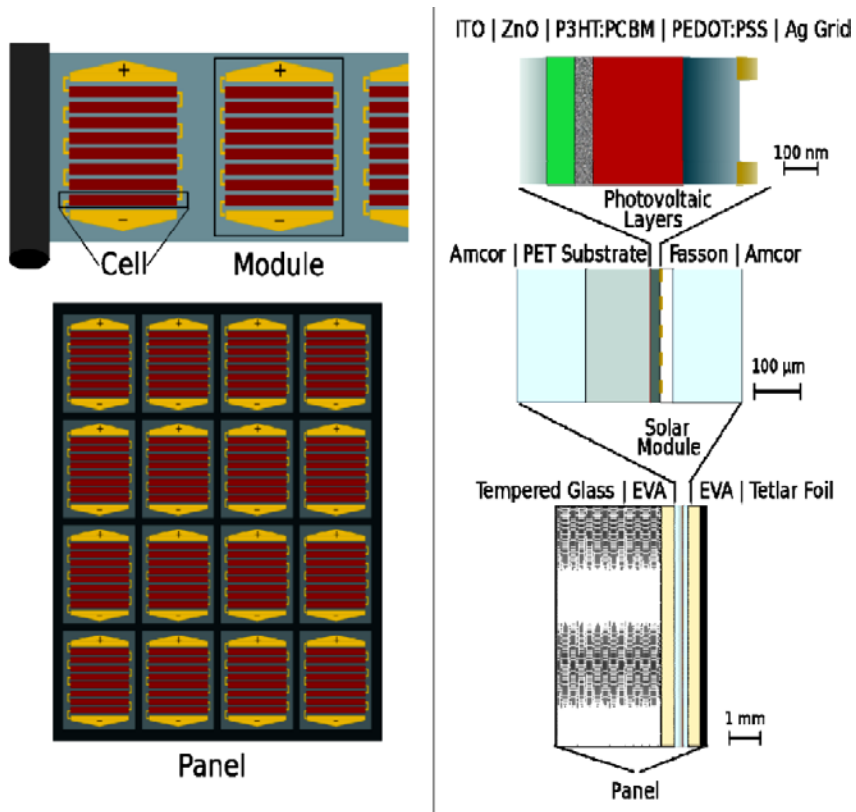 +
+
Cell
Module
−
−
+
+
+
+
−
−
−
−
+
+
+
+
−
−
−
−
+
+
+
+
−
−
−
−
+
+
+
+
−
−
−
−
Panel
ITO | ZnO | P3HT:PCBM | PEDOT:PSS | Ag Grid
100 nm
Photovoltaic
Layers
Amcor | PET Substrate | Fasson | Amcor
100 µm
Solar
Module
Tempered Glass | EVA | EVA | Tetlar Foil
1 mm
Panel